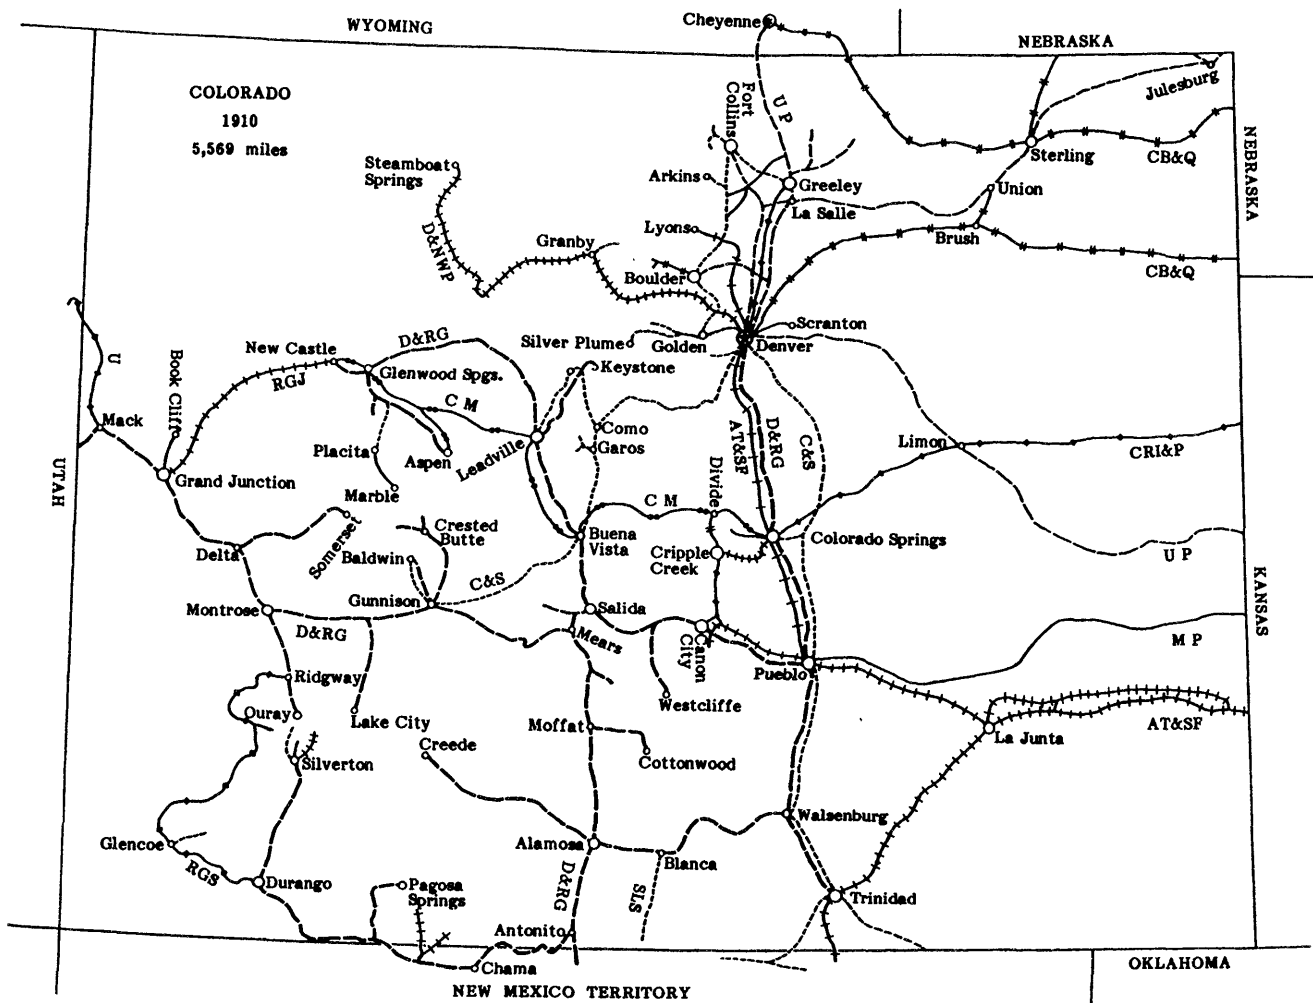 WYOMING
Cheyenne
NEBRASKA
COLORADO
1910
5,569 miles
Julesburg
Fort
Collins
U P
Sterling
CB&Q
NEBRASKA
Steamboat
Springs
Arkins
Greeley
Union
La Salle
Lyons
Granby
Brush
D&NWP
Boulder
CB&Q
Scranton
Silver Plume
Golden
Denver
D&RG
New Castle
U
Book Cliff
RGJ
Glenwood Spgs.
Keystone
C M
Mack
Como
Garos
Limon
CRI&P
Placita
Aspen
Leadville
AT&SF
D&RG
C&S
UTAH
Grand Junction
Marble
C M
Divide
Somerset
Crested
Butte
Buena
Vista
Colorado Springs
Delta
Baldwin
Cripple
Creek
U P
C&S
Gunnison
Montrose
Salida
KANSAS
D&RG
Mears
Canon
City
M P
Ridgway
Pueblo
Westcliffe
Ouray
Lake City
Moffat
AT&SF
La Junta
Creede
Silverton
Cottonwood
Walsenburg
Glencoe
Alamosa
Blanca
RGS
D&RG
SLS
Durango
Pagosa
Springs
Trinidad
Antonito
Chama
OKLAHOMA
NEW MEXICO TERRITORY